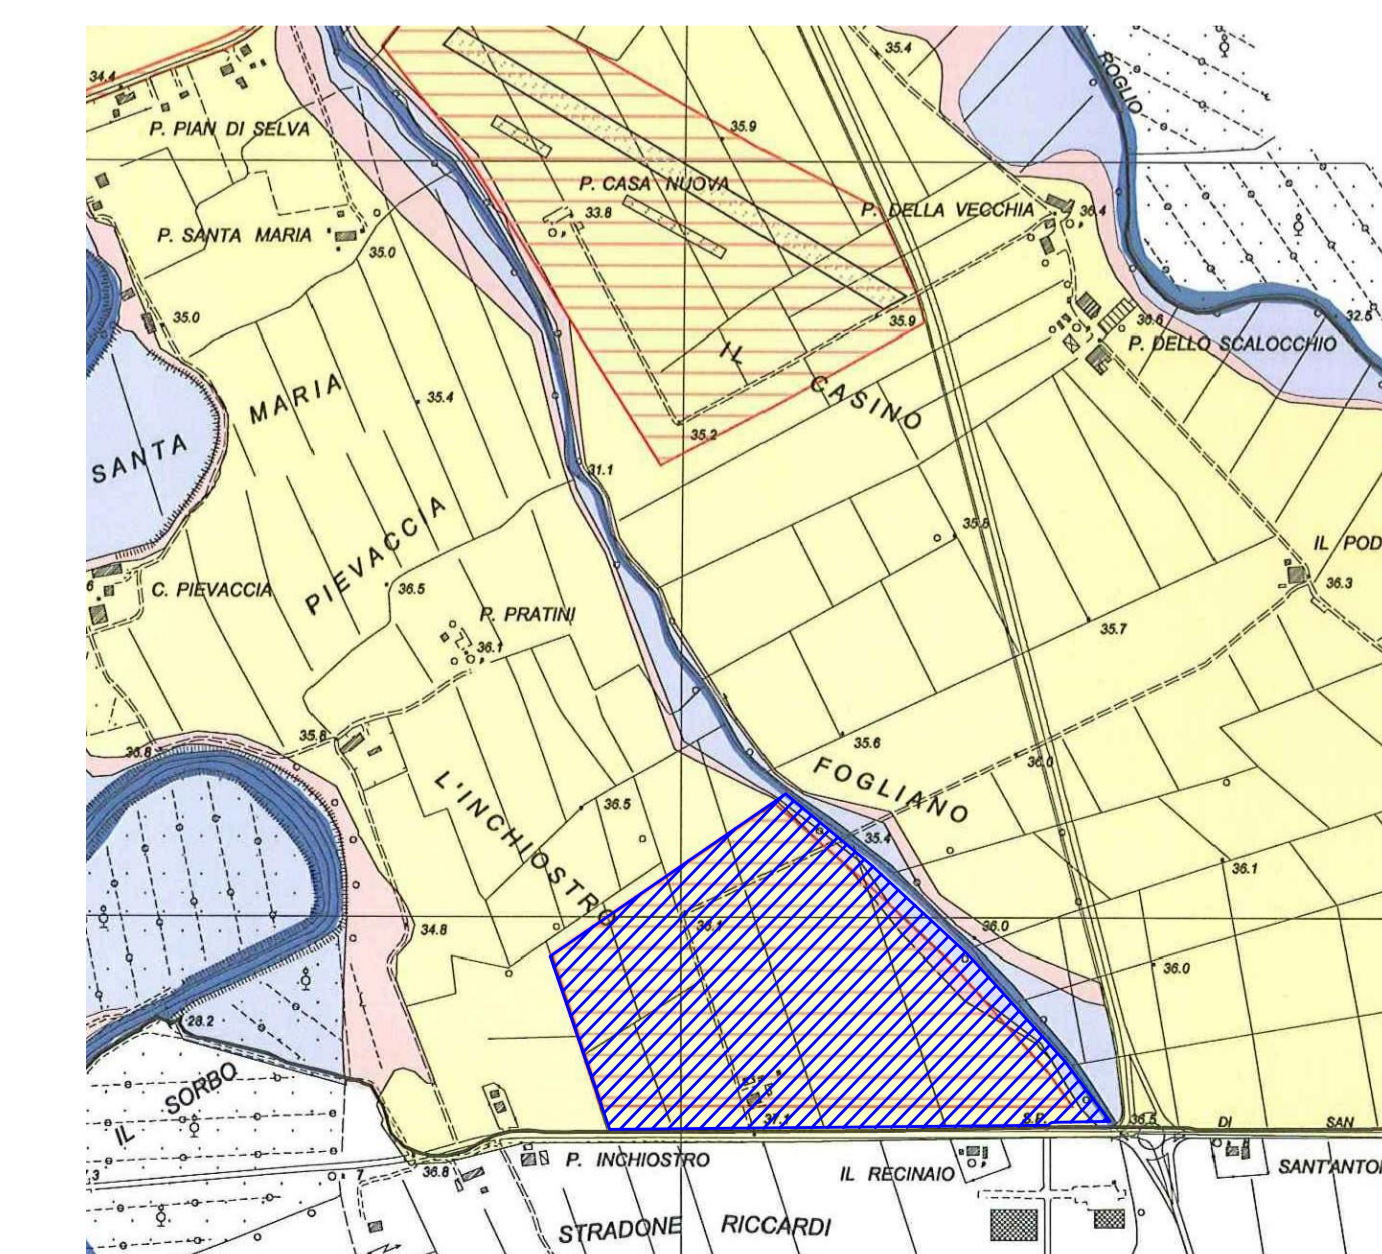 34.4
P. PIAN DI SELVA
35.9
35.4
ROGLIO
P. CASA NUOVA
33.8
P. DELLA VECCHIA
36.4
P. SANTA MARIA
35.0
35.0
35.9
36.6
32.5
P. DELLO SCALOCCHIO
IL CASINO
SANTA MARIA
35.4
35.2
31.1
PIEVACCIA
35.8
IL POD
36.3
6
C. PIEVACCIA
36.5
P. PRATINI
36.1
35.7
35.8
35.8
35.6
36.0
L'INCHIOSTRO
36.5
FOGLIANO
35.4
36.1
34.8
36.1
36.0
36.0
28.2
IL SORBO
37.1
S.P.
36.5
DI
SAN
3
7
36.8
P. INCHIOSTRO
IL RECINAIO
SANT'ANTO
STRADONE RICCARDI